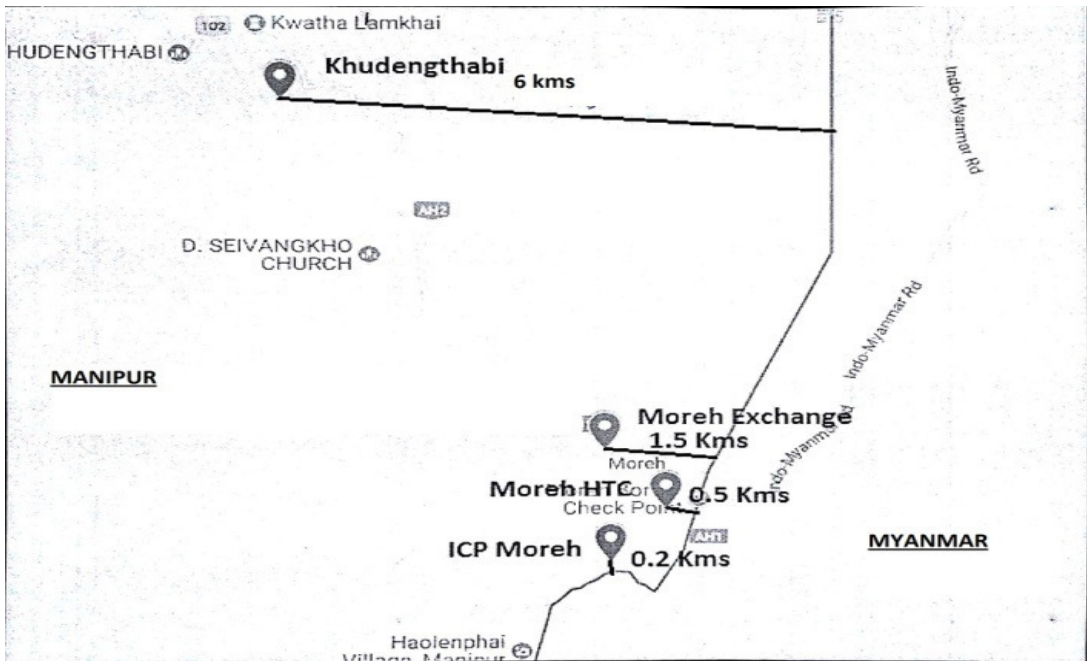 102
Kwatha Lamkhai
HUDENGTHABI
Khudengthabi
6 kms
Indo-Myanmar Rd
AH2
D. SEIVANGKHO
CHURCH
Indo-Myanmar Rd
MANIPUR
Moreh Exchange
1.5 Kms
Moreh
Moreh HTC
0.5 Kms
Check Point
ndo-Myanmar Rd
AH1
ICP Moreh
0.2 Kms
MYANMAR
Haolenphai
Village, Manipur